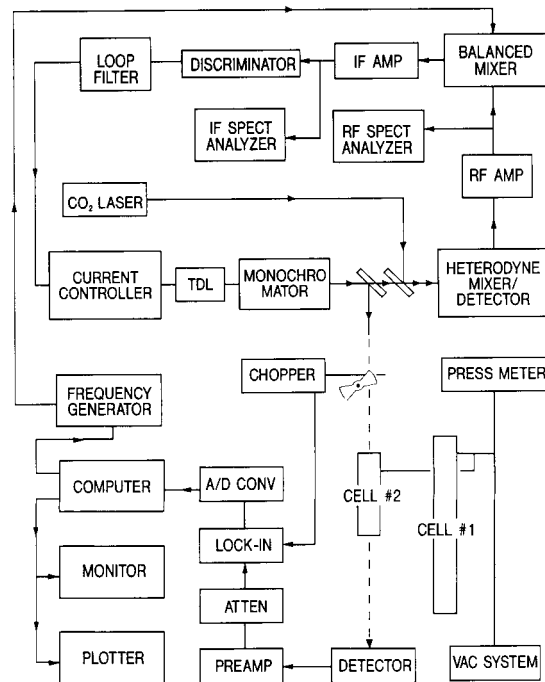 LOOP
FILTER
DISCRIMINATOR
IF AMP
BALANCED
MIXER
IF SPECT
ANALYZER
RF SPECT
ANALYZER
RF AMP
CO₂ LASER
CURRENT
CONTROLLER
TDL
MONOCHRO
MATOR
HETERODYNE
MIXER/
DETECTOR
CHOPPER
PRESS METER
FREQUENCY
GENERATOR
COMPUTER
A/D CONV
CELL #2
CELL #1
LOCK-IN
MONITOR
ATTEN
PLOTTER
PREAMP
DETECTOR
VAC SYSTEM